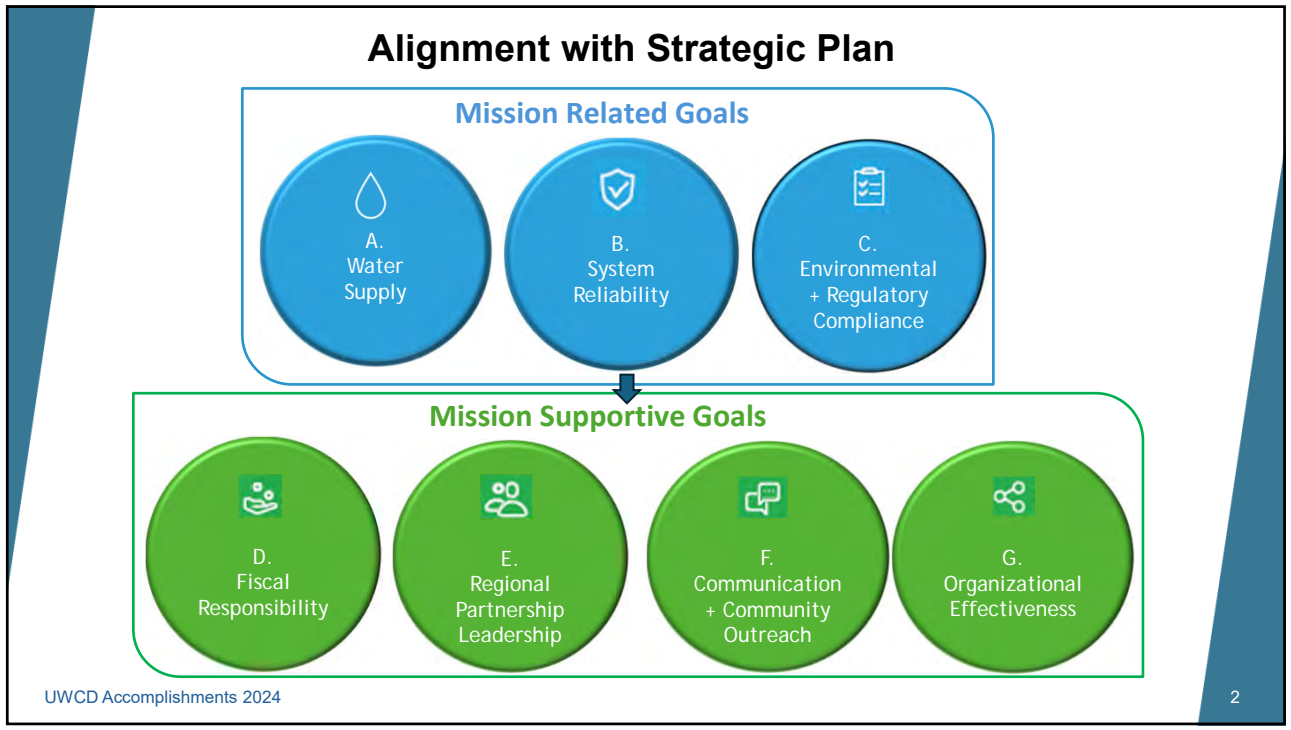 Alignment with Strategic Plan
Mission Related Goals
A.
Water
Supply
B.
System
Reliability
C.
Environmental
+ Regulatory
Compliance
Mission Supportive Goals
D.
Fiscal
Responsibility
E.
Regional
Partnership
Leadership
F.
Communication
+ Community
Outreach
G.
Organizational
Effectiveness
UWCD Accomplishments 2024
2